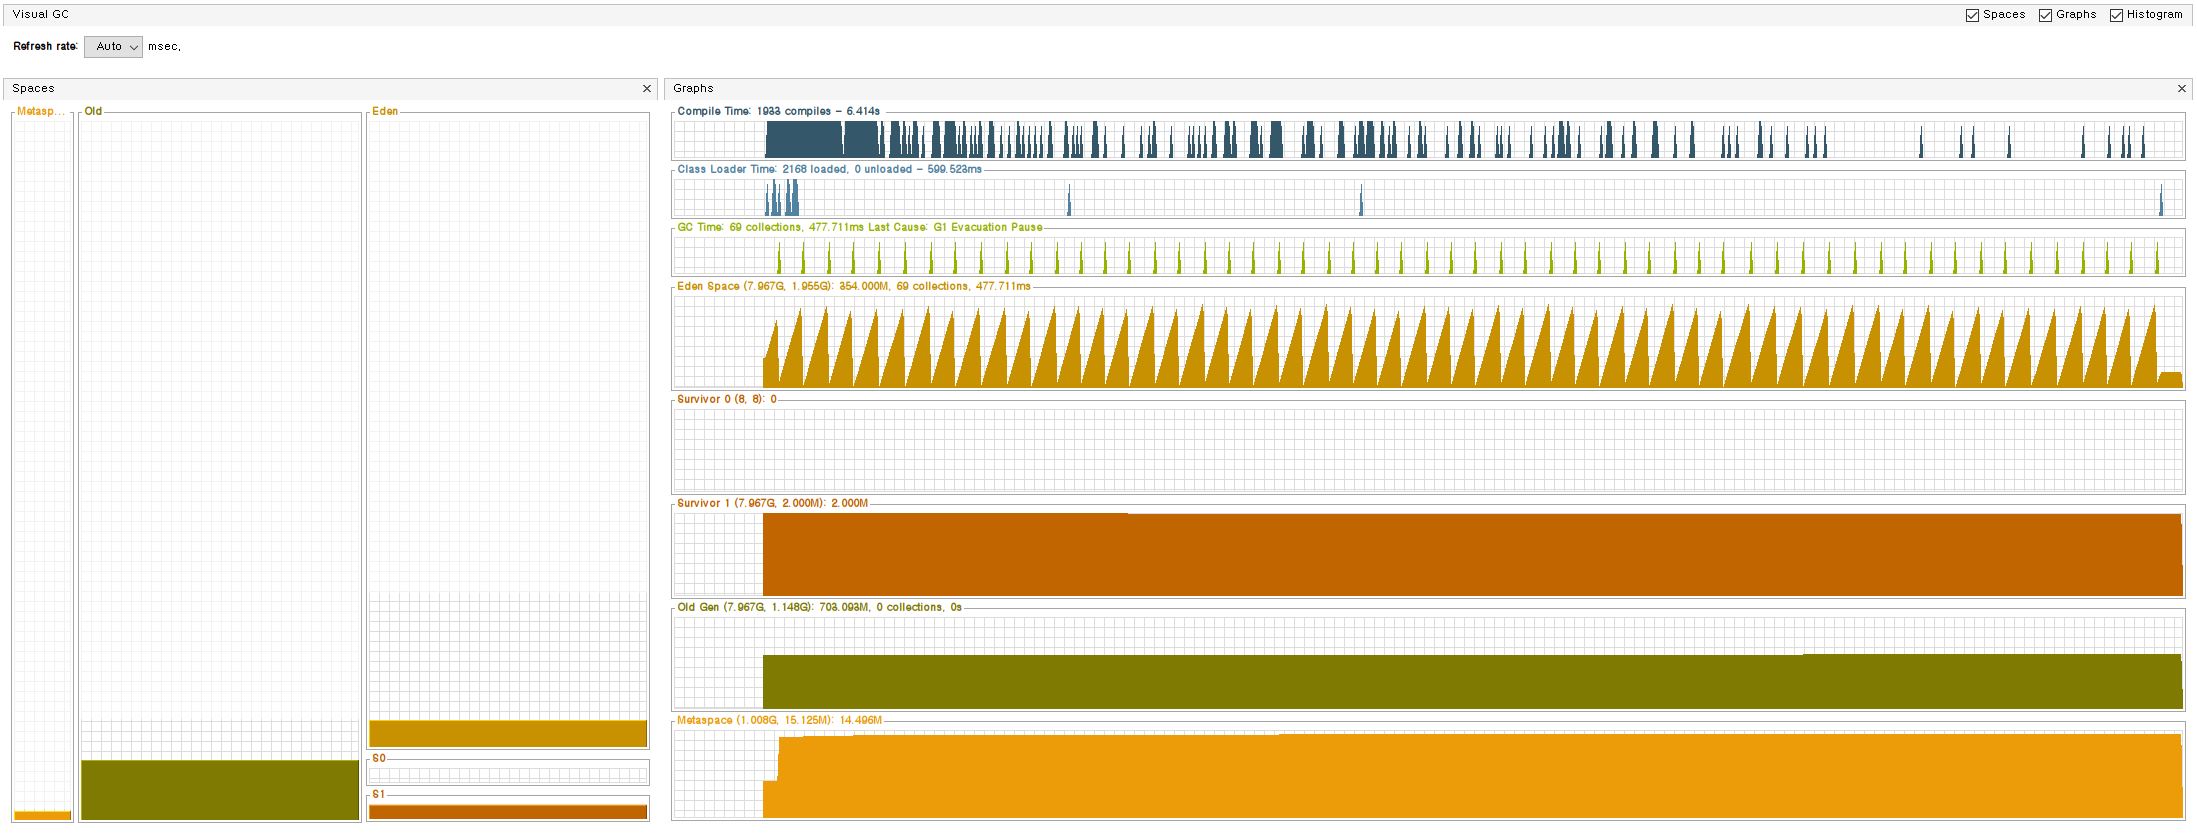 Visual GC
Spaces Graphs Histogram
Refresh rate: Auto msec.
Spaces
Metasp...
Old
Eden
S0
S1
Graphs
Compile Time: 1933 compiles - 6.414s
Class Loader Time: 2168 loaded, 0 unloaded - 599.523ms
GC Time: 69 collections, 477.711ms Last Cause: G1 Evacuation Pause
Eden Space (7.967G, 1.955G): 354.000M, 69 collections, 477.711ms
Survivor 0 (8, 8): 0
Survivor 1 (7.967G, 2.000M): 2.000M
Old Gen (7.967G, 1.148G): 703.093M, 0 collections, 0s
Metaspace (1.008G, 15.125M): 14.496M